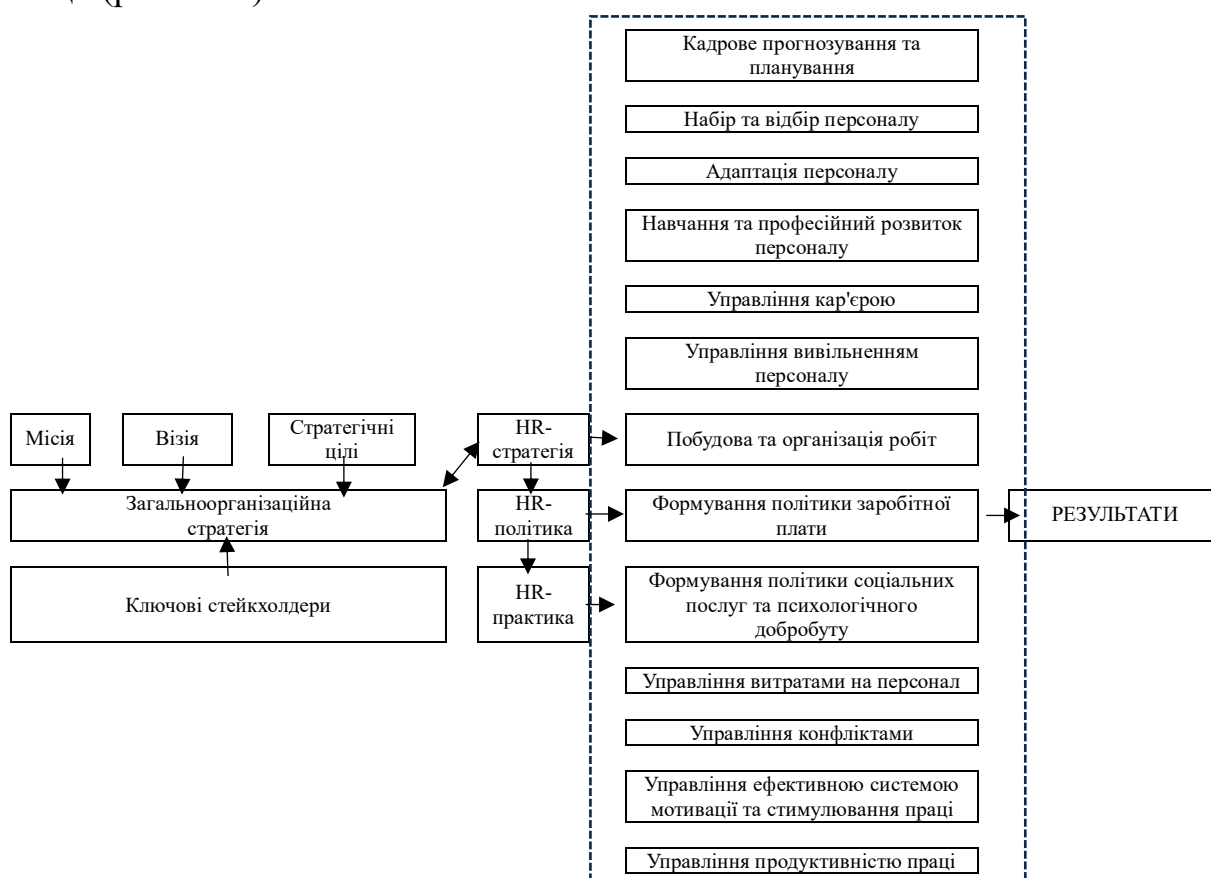 Кадрове прогнозування та
планування
Набір та відбір персоналу
Адаптація персоналу
Навчання та професійний розвиток
персоналу
Управління кар'єрою
Управління вивільненням
персоналу
Місія
Візія
Стратегічні
цілі
HR-
стратегія
Побудова та організація робіт
Загальноорганізаційна
стратегія
HR-
політика
Формування політики заробітної
плати
РЕЗУЛЬТАТИ
Ключові стейкхолдери
HR-
практика
Формування політики соціальних
послуг та психологічного
добробуту
Управління витратами на персонал
Управління конфліктами
Управління ефективною системою
мотивації та стимулювання праці
Управління продуктивністю праці